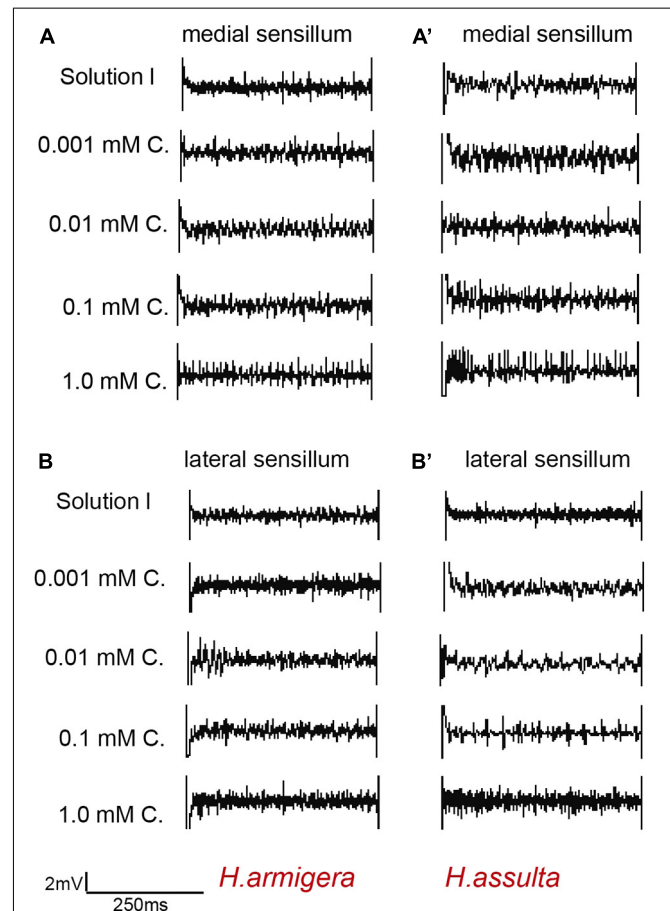 A medial sensillum A' medial sensillum
Solution I
0.001 mM C.
0.01 mM C.
0.1 mM C.
1.0 mM C.
B lateral sensillum B' lateral sensillum
Solution I
0.001 mM C.
0.01 mM C.
0.1 mM C.
1.0 mM C.
2mV
250ms
H.armigera H.assulta